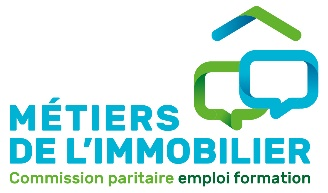 MÉTIERS
DE L'IMMOBILIER
Commission paritaire emploi formation